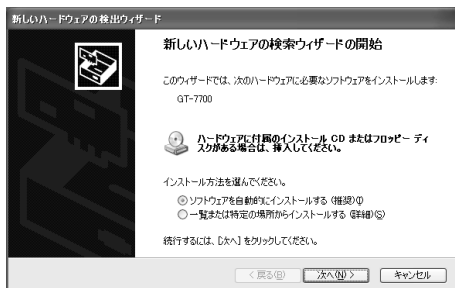 新しいハードウェアの検出ウィザード
新しいハードウェアの検索ウィザードの開始
このウィザードでは、次のハードウェアに必要なソフトウェアをインストールします:
GT-7700
ハードウェアに付属のインストール CD またはフロッピー ディ
スクがある場合は、挿入してください。
インストール方法を選んでください。
ソフトウェアを自動的にインストールする (推奨)(I)
一覧または特定の場所からインストールする (詳細)(S)
続行するには、[次へ] をクリックしてください。
< 戻る(B) 次へ(N) > キャンセル